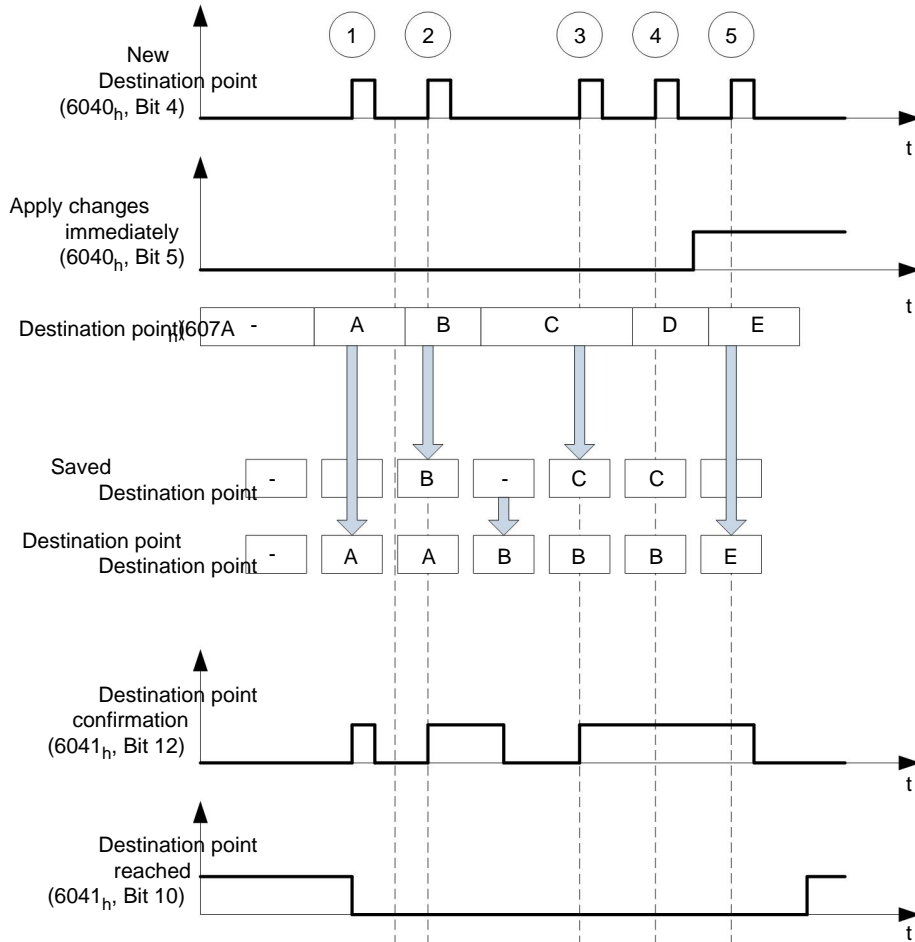 1 2 3 4 5
New
Destination point
(6040h, Bit 4)
t
Apply changes
immediately
(6040h, Bit 5)
t
Destination point(607Ah)
- A B C D E
Saved
Destination point
- B - C C
Destination point
Destination point
- A A B B B E
Destination point
confirmation
(6041h, Bit 12)
t
Destination point
reached
(6041h, Bit 10)
t